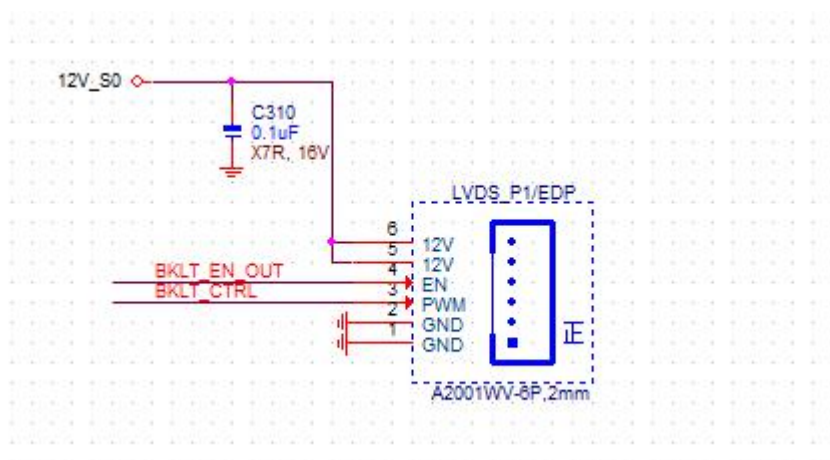 12V_S0
C310
0.1uF
X7R, 16V
LVDS_P1/EDP
6 12V
5 12V
BKLT_EN_OUT 4 EN
BKLT_CTRL 3 PWM
2 GND
1 GND
正
A2001WV-6P,2mm